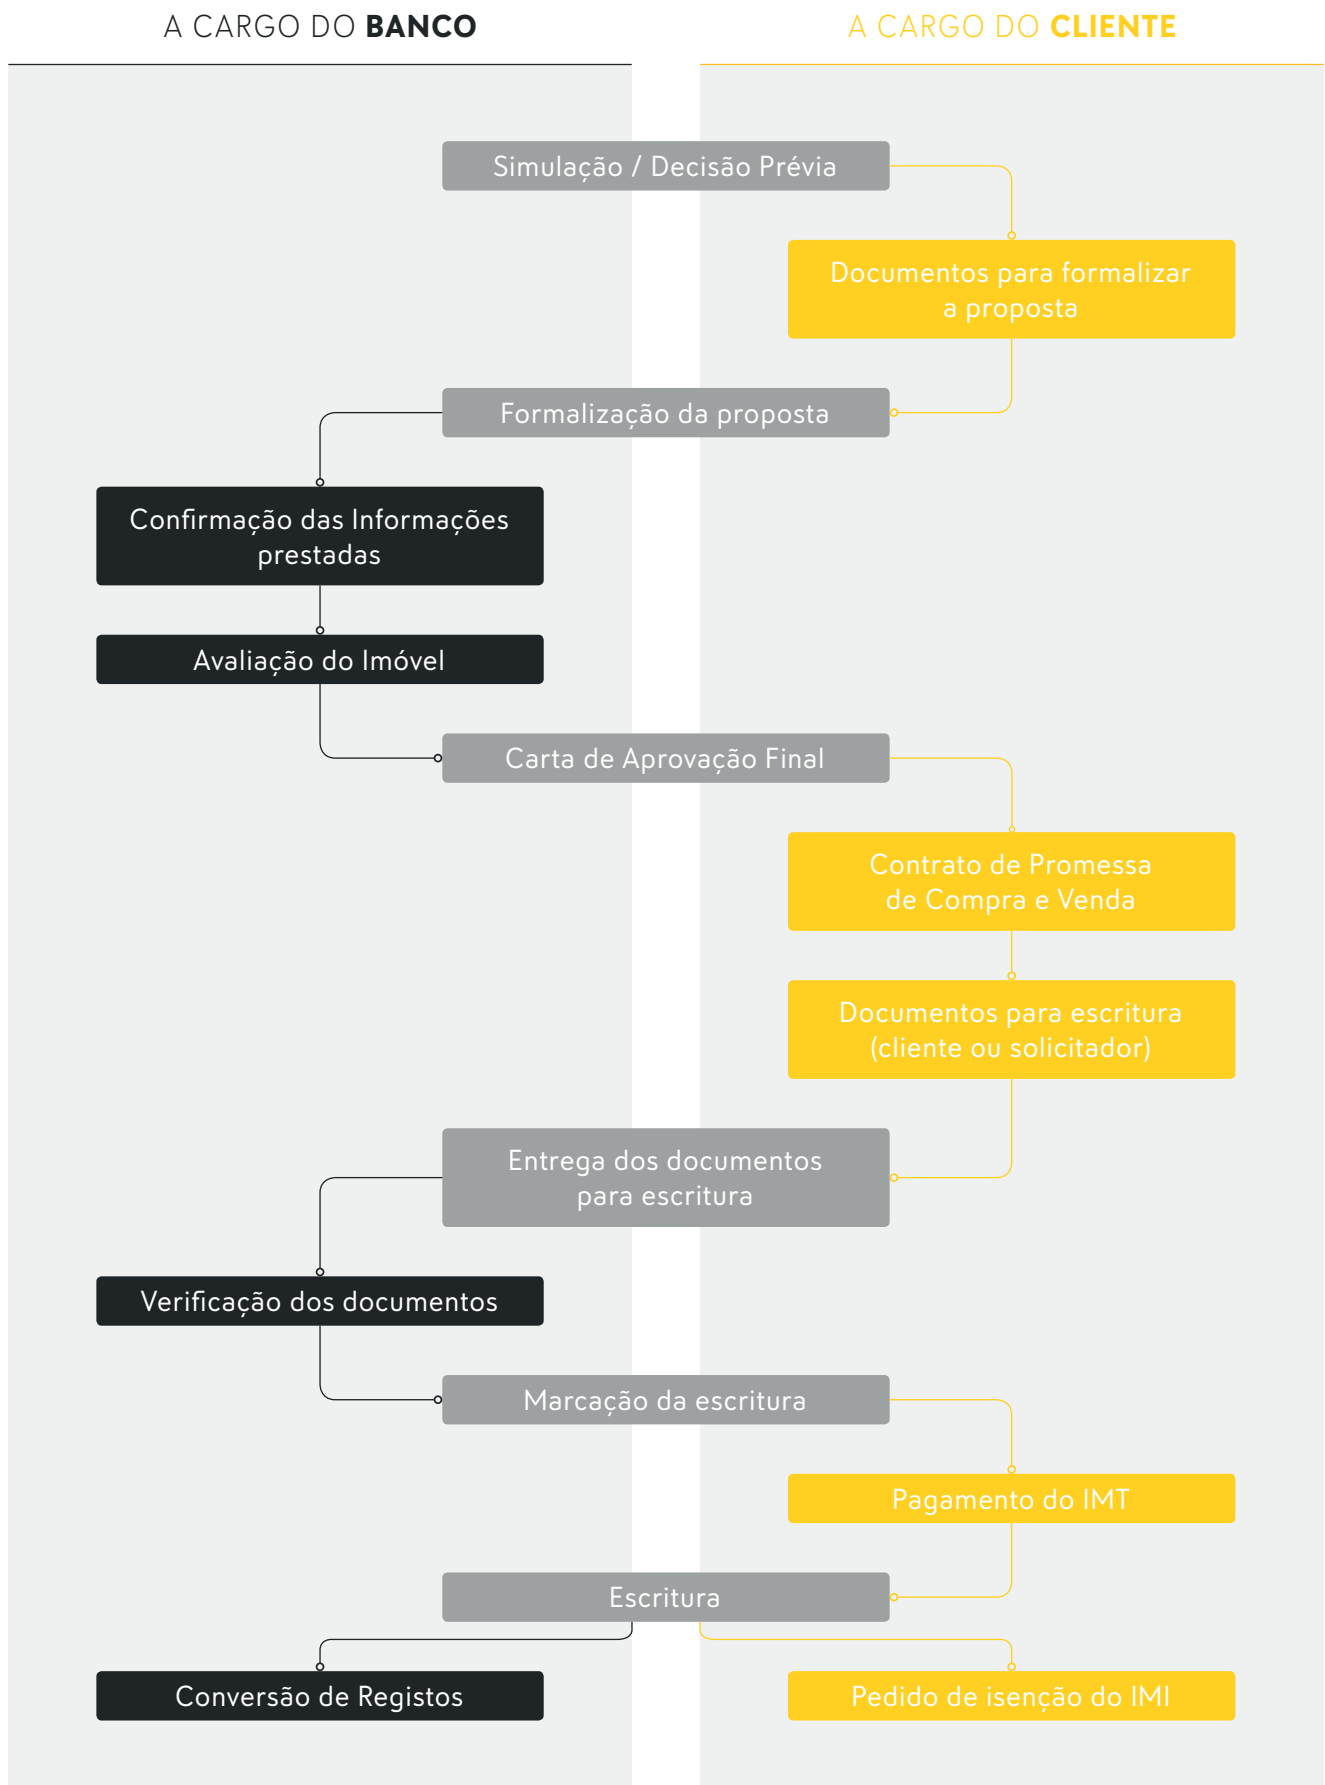 A CARGO DO BANCO
A CARGO DO CLIENTE
Simulação / Decisão Prévia
Documentos para formalizar
a proposta
Formalização da proposta
Confirmação das Informações
prestadas
Avaliação do Imóvel
Carta de Aprovação Final
Contrato de Promessa
de Compra e Venda
Documentos para escritura
(cliente ou solicitador)
Entrega dos documentos
para escritura
Verificação dos documentos
Marcação da escritura
Pagamento do IMT
Escritura
Conversão de Registos
Pedido de isenção do IMI